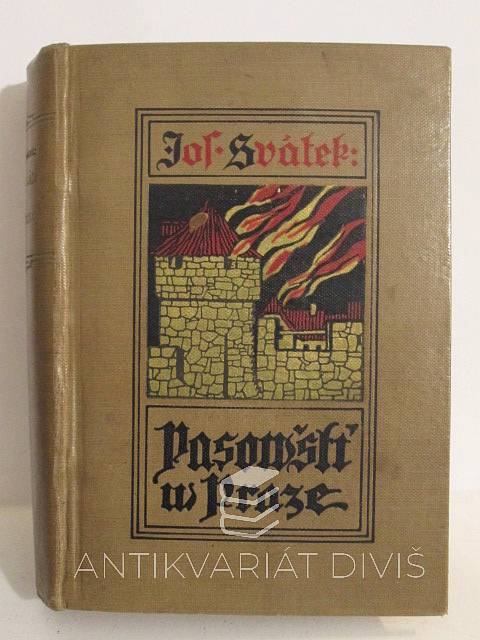 Jos. Svátek:
Pasowští
w Praze
ANTIKVARIÁT DIVIŠ